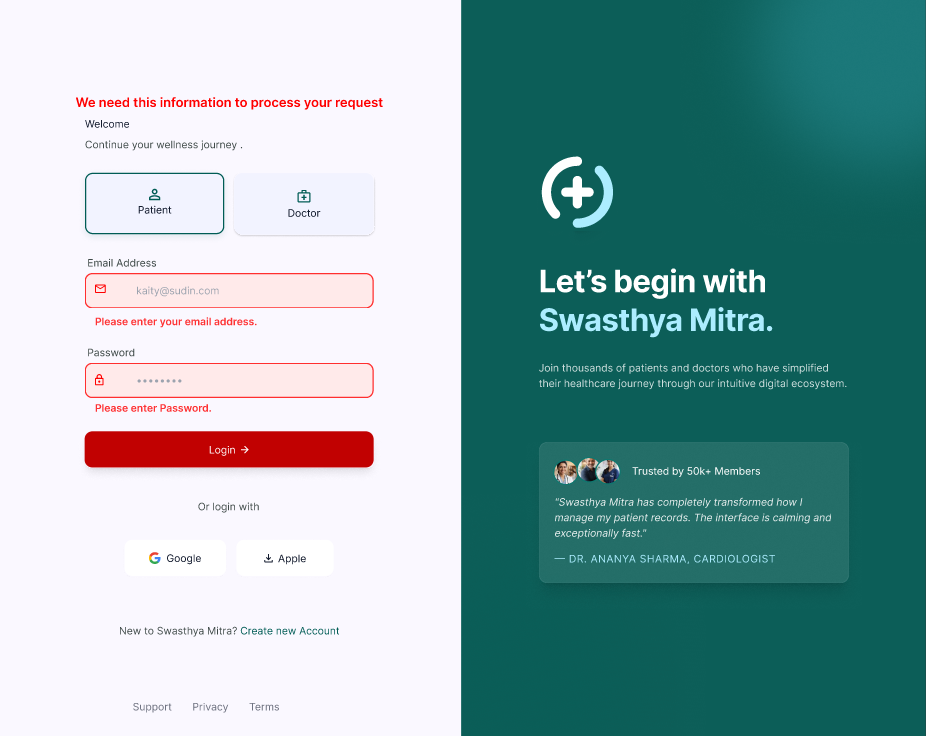 We need this information to process your request
Welcome
Continue your wellness journey .
Patient
Doctor
Email Address
kaity@sudin.com
Please enter your email address.
Password
••••••••
Please enter Password.
Login →
Or login with
Google
Apple
New to Swasthya Mitra? Create new Account
Support
Privacy
Terms
Let’s begin with
Swasthya Mitra.
Join thousands of patients and doctors who have simplified
their healthcare journey through our intuitive digital ecosystem.
Trusted by 50k+ Members
"Swasthya Mitra has completely transformed how I
manage my patient records. The interface is calming and
exceptionally fast."
— DR. ANANYA SHARMA, CARDIOLOGIST